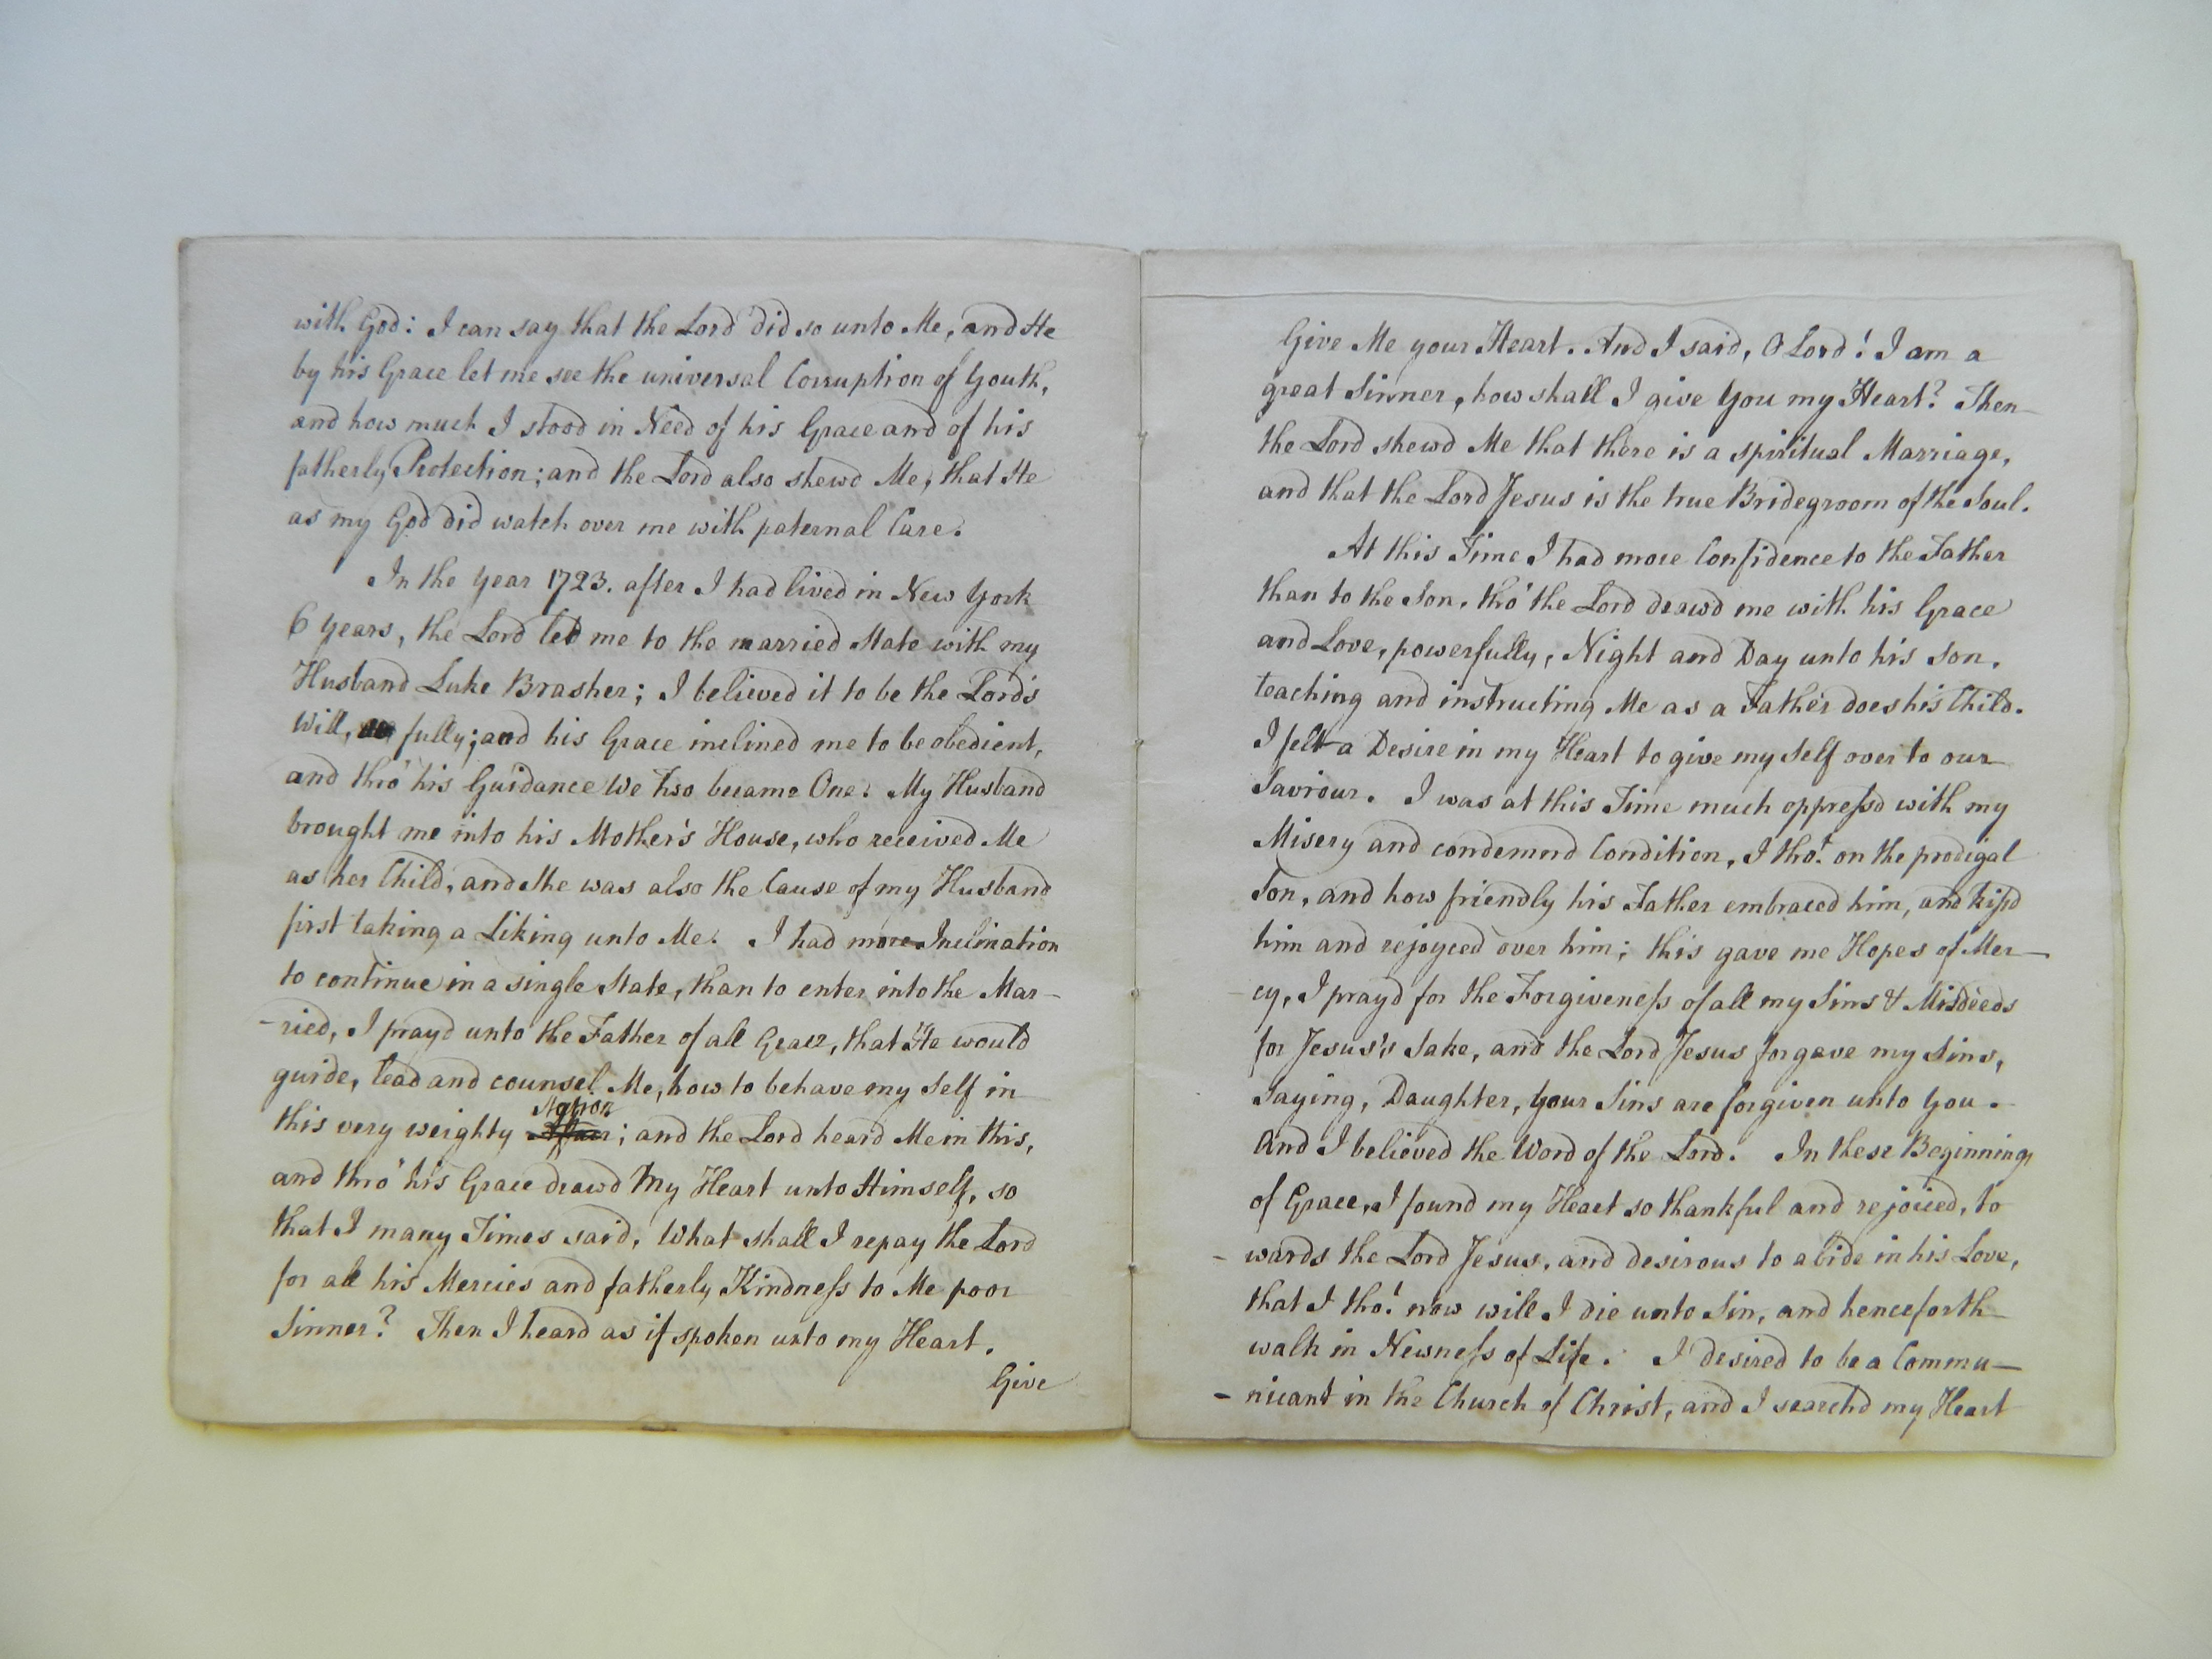 with God: I can say that the Lord did so unto Me, and He
by his Grace let me see the universal Corruption of Youth,
and how much I stood in Need of his Grace and of his
fatherly Protection; and the Lord also shewd Me, that He
as my God did watch over me with paternal Care.
In the Year 1723. after I had lived in New York
6 Years, the Lord led me to the married State with my
Husband Luke Brasher; I believed it to be the Lord's
Will, fully; and his Grace inclined me to be obedient,
and thro' his Guidance We two became One. My Husband
brought me into his Mother's House, who received Me
as her Child, and She was also the Cause of my Husband
first taking a Liking unto Me. I had more Inclination
to continue in a single State, than to enter into the Mar-
-ried, I prayd unto the Father of all Grace, that He would
guide, lead and counsel Me, how to behave my Self in
Station
this very weighty Affair; and the Lord heard Me in this,
and thro' his Grace drawd My Heart unto Himself, so
that I many Times said, What shall I repay the Lord
for all his Mercies and fatherly Kindness to Me poor
Sinner? Then I heard as if spoken unto my Heart.
Give
Give Me your Heart. And I said, O Lord! I am a
great Sinner, how shall I give You my Heart? Then
the Lord shewd Me that there is a spiritual Marriage,
and that the Lord Jesus is the true Bridegroom of the Soul.
At this Time I had more Confidence to the Father
than to the Son, tho' the Lord drawd me with his Grace
and Love, powerfully, Night and Day unto his Son,
teaching and instructing Me as a Father does his Child.
I felt a Desire in my Heart to give my Self over to our
Saviour. I was at this Time much oppressd with my
Misery and condemnd Condition, I thot. on the prodigal
Son, and how friendly his Father embraced him, and kissd
him and rejoyced over him; this gave me Hopes of Mer-
-cy, I prayd for the Forgiveness of all my Sins & Misdeeds
for Jesus's Sake, and the Lord Jesus forgave my Sins,
Saying, Daughter, Your Sins are forgiven unto You.
And I believed the Word of the Lord. In these Beginnings
of Grace, I found my Heart so thankful and rejoiced, to
-wards the Lord Jesus, and desirous to abide in his Love,
that I thot. now will I die unto Sin, and henceforth
walk in Newness of Life. I desired to be a Commu-
-nicant in the Church of Christ, and I searchd my Heart